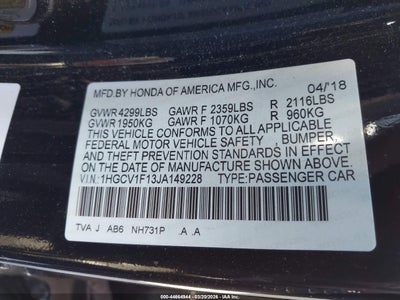 MFD.BY HONDA OF AMERICA MFG.,INC. 04/'18
GVWR 4299LBS GAWR F 2359LBS R 2116LBS
GVWR 1950KG GAWR F 1070KG R 960KG
THIS VEHICLE CONFORMS TO ALL APPLICABLE
FEDERAL MOTOR VEHICLE SAFETY , BUMPER,
AND THEFT PREVENTION STANDARDS IN EFFECT
ON THE DATE OF MANUFACTURE SHOWN ABOVE.
V.I.N.:1HGCV1F13JA149228 TYPE:PASSENGER CAR
TVA J AB6 NH731P .A .A
000-44664944 03/20/2026